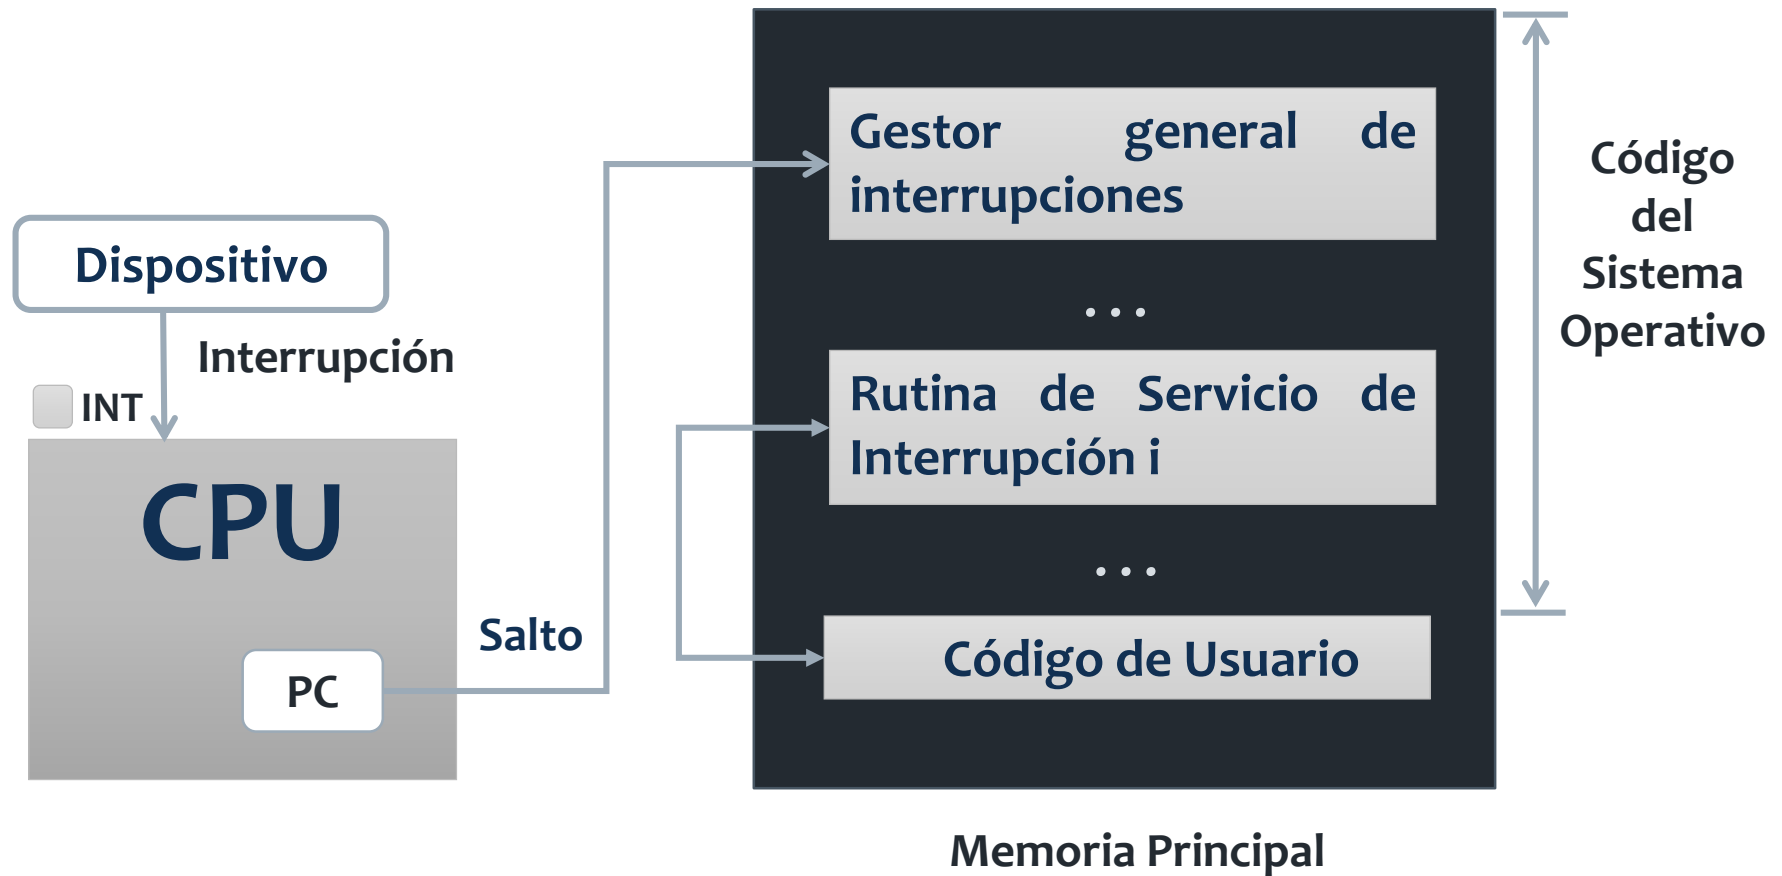 Dispositivo
Interrupción
INT
CPU
PC
Salto
Gestor general de
interrupciones
...
Rutina de Servicio de
Interrupción i
...
Código de Usuario
Código
del
Sistema
Operativo
Memoria Principal